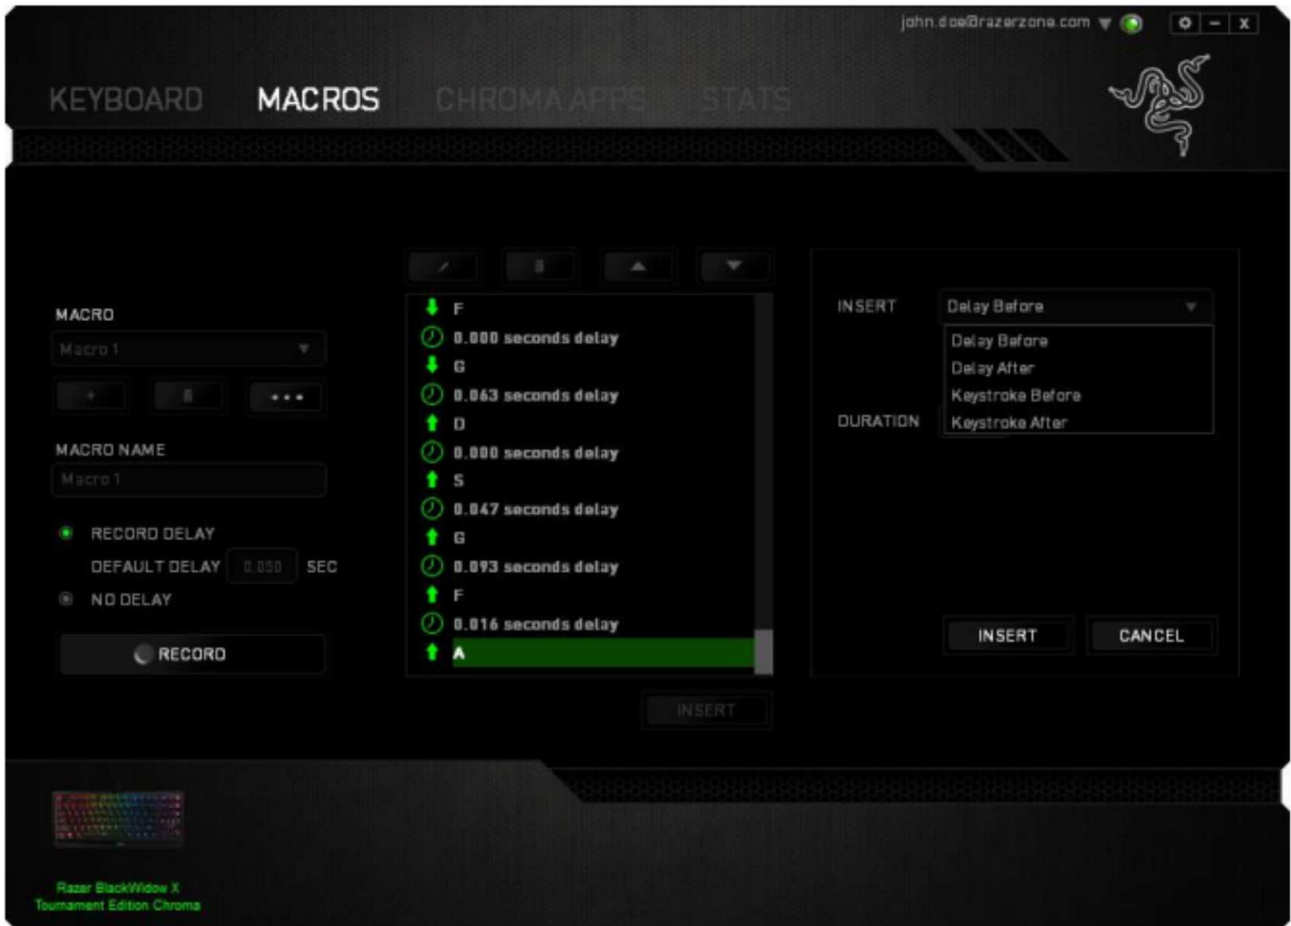 john.doe@razerzone.com
X
KEYBOARD MACROS CHROMA APPS STATS
MACRO
Macro 1
MACRO NAME
Macro 1
RECORD DELAY
DEFAULT DELAY 0.050 SEC
NO DELAY
RECORD
F
0.000 seconds delay
G
0.063 seconds delay
D
0.000 seconds delay
S
0.047 seconds delay
G
0.093 seconds delay
F
0.016 seconds delay
A
INSERT
INSERT Delay Before
Delay Before
Delay After
Keystroke Before
DURATION
Keystroke After
INSERT CANCEL
Razer BlackWidow X
Tournament Edition Chroma